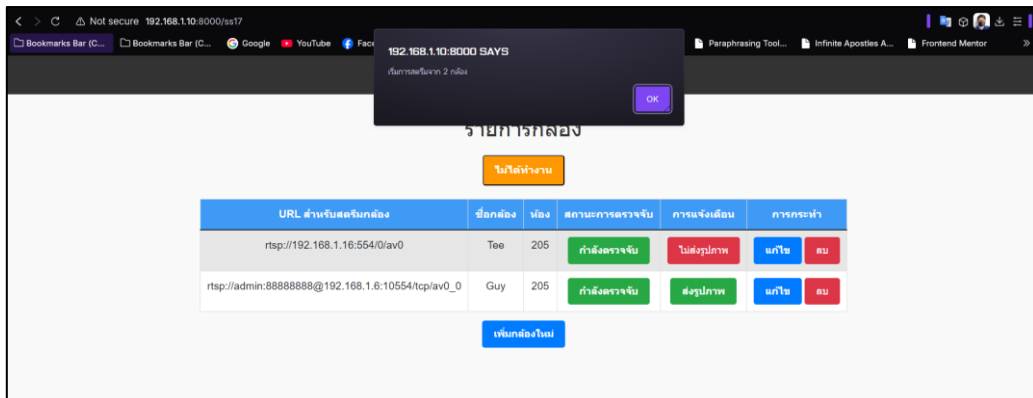 Not secure 192.168.1.10:8000/ss17
Bookmarks Bar (C... Bookmarks Bar (C... Google YouTube Paraphrasing Tool... Infinite Apostles A... Frontend Mentor »
192.168.1.10:8000 SAYS
เริ่มการสตรีมจาก 2 กล้อง
OK
รายการกล้อง
ไม่ได้ทำงาน
URL สำหรับสตรีมกล้อง ชื่อกล้อง ห้อง สถานะการตรวจจับ การแจ้งเตือน การกระทำ
rtsp://192.168.1.16:554/0/av0 Tee 205 กำลังตรวจจับ ไม่ส่งรูปภาพ แก้ไข ลบ
rtsp://admin:88888888@192.168.1.6:10554/tcp/av0_0 Guy 205 กำลังตรวจจับ ส่งรูปภาพ แก้ไข ลบ
เพิ่มกล้องใหม่